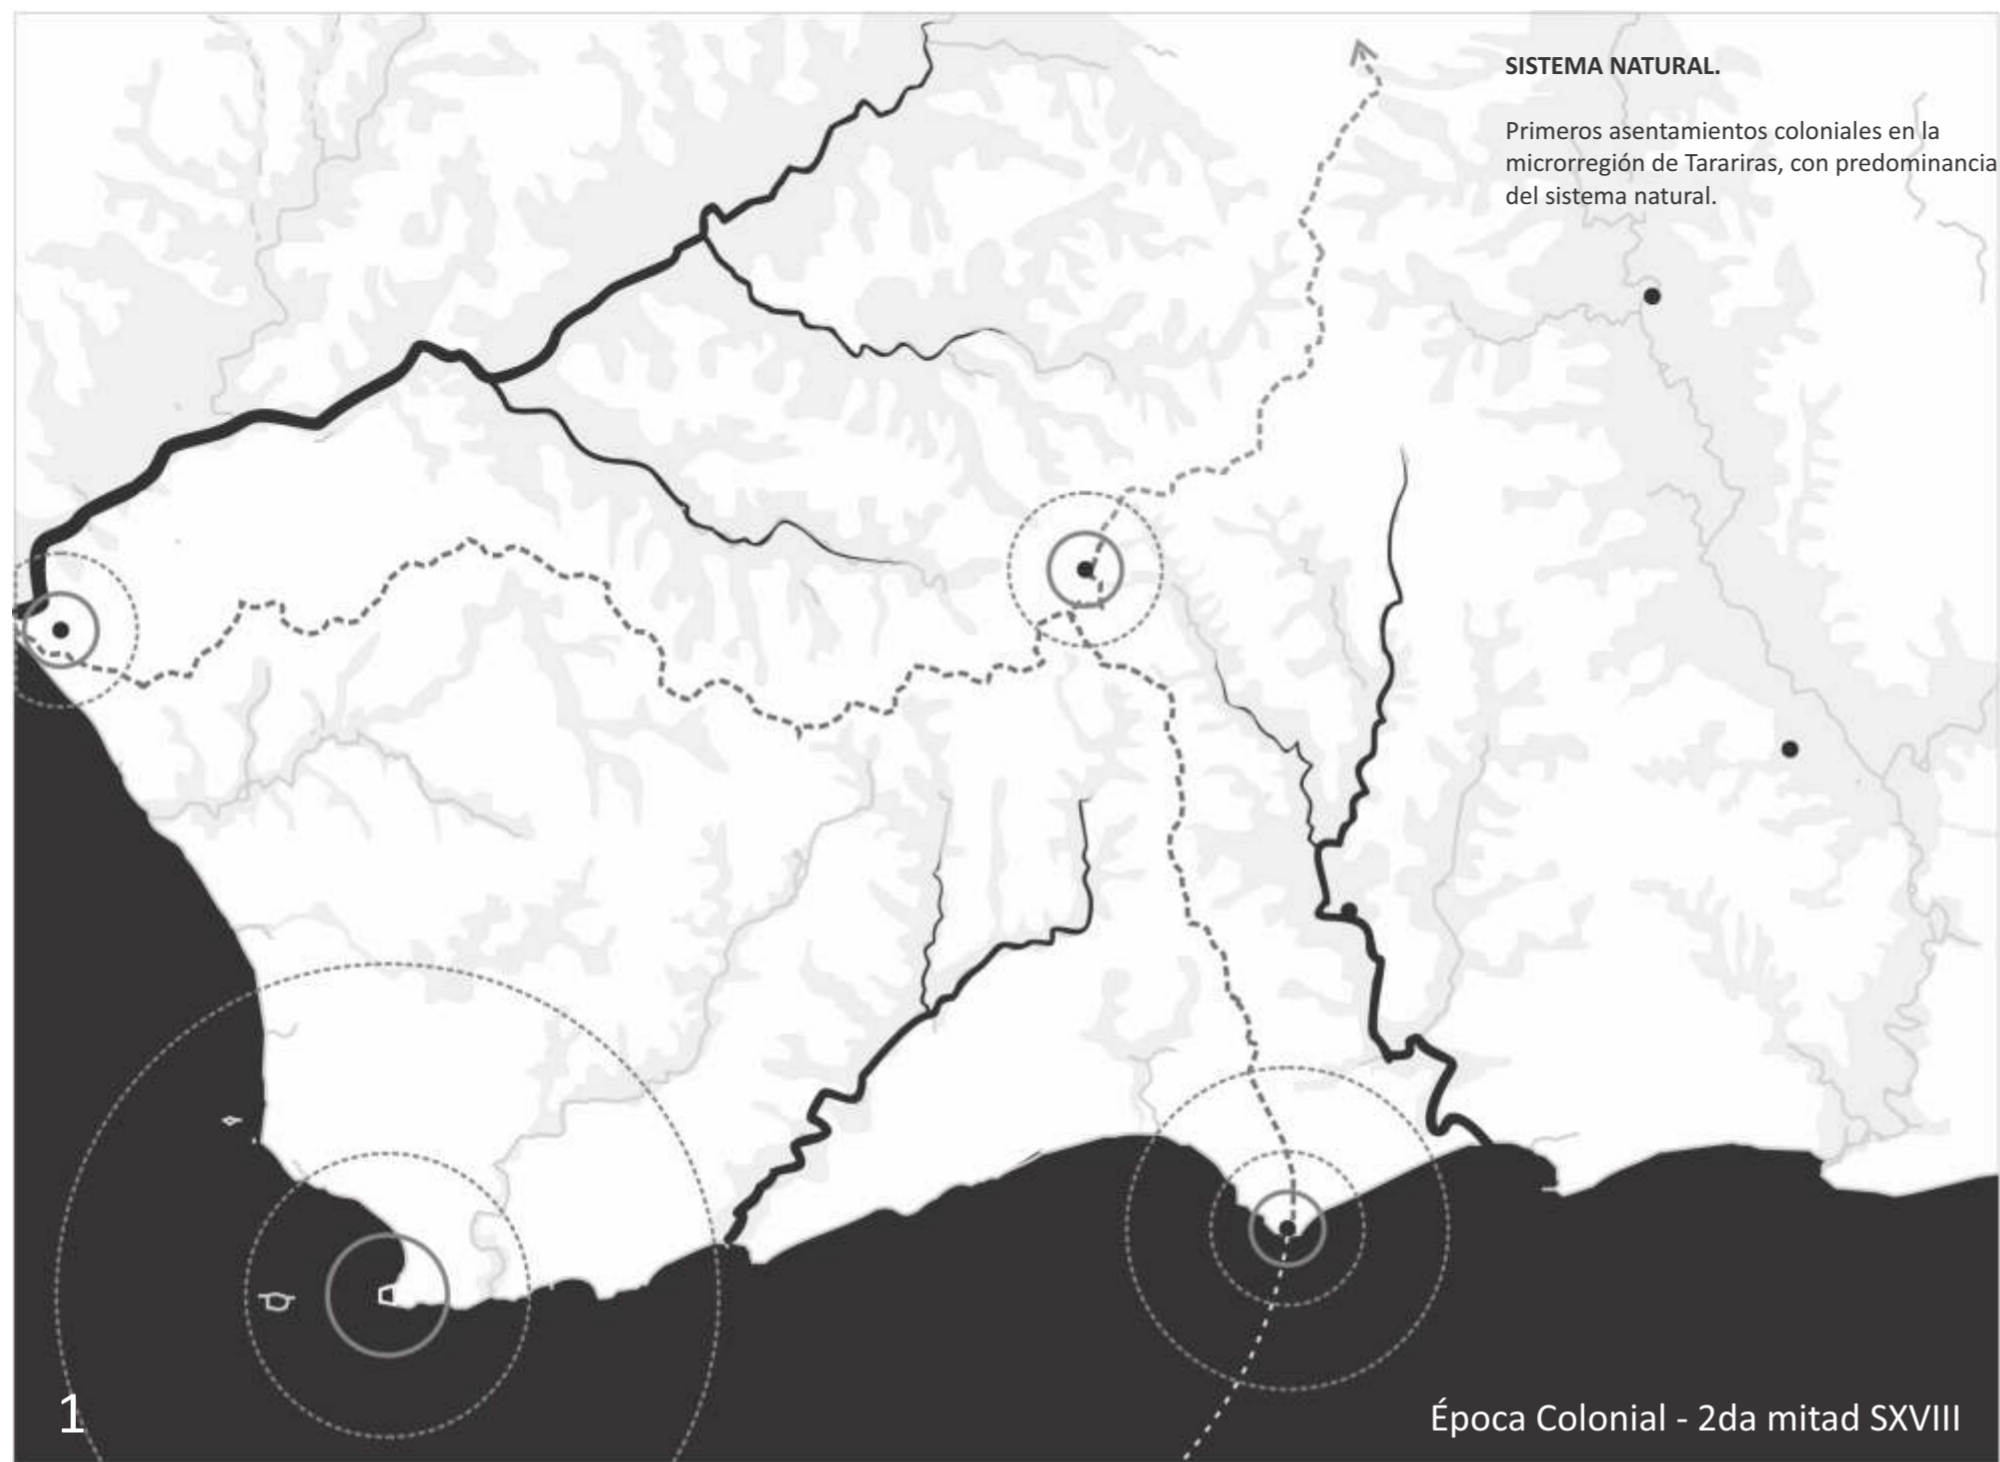 SISTEMA NATURAL.
Primeros asentamientos coloniales en la
microrregión de Tarariras, con predominancia
del sistema natural.
1
Época Colonial - 2da mitad SXVIII